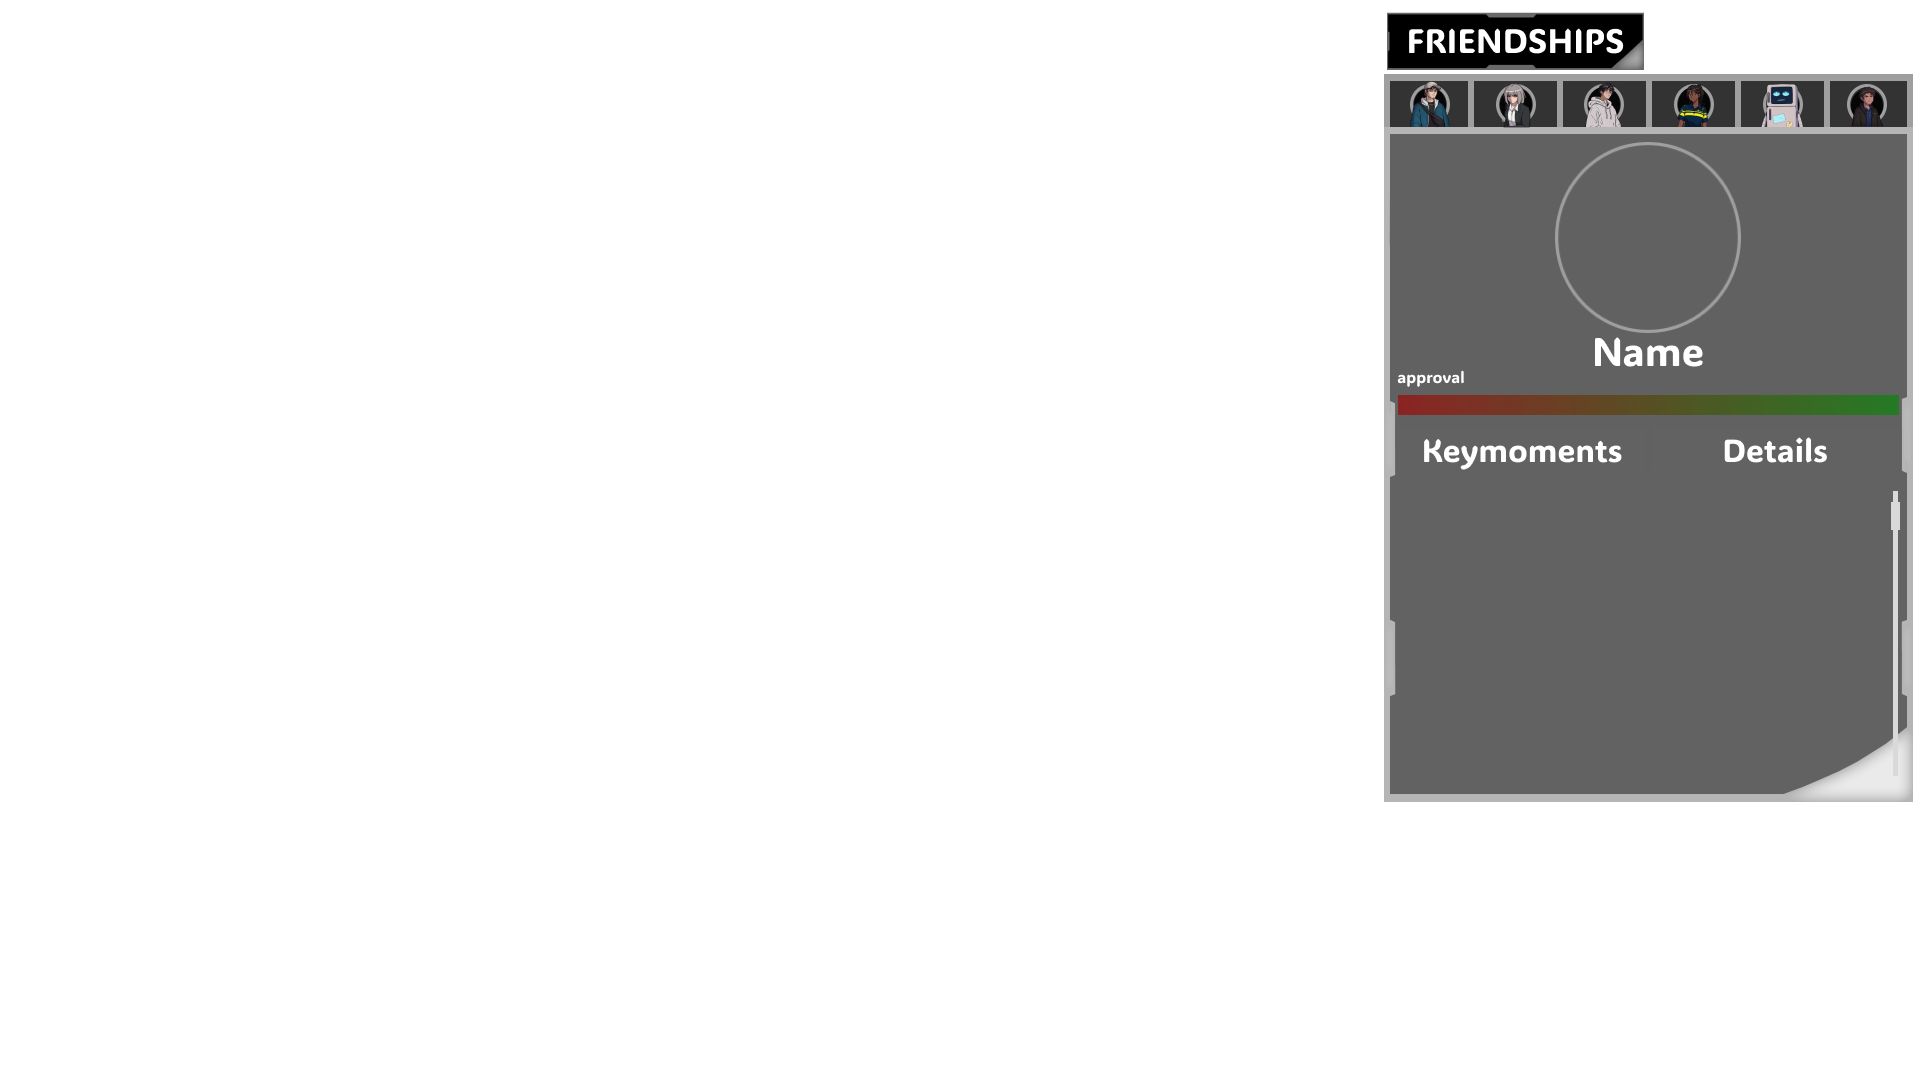 FRIENDSHIPS
Name
approval
Keymoments
Details